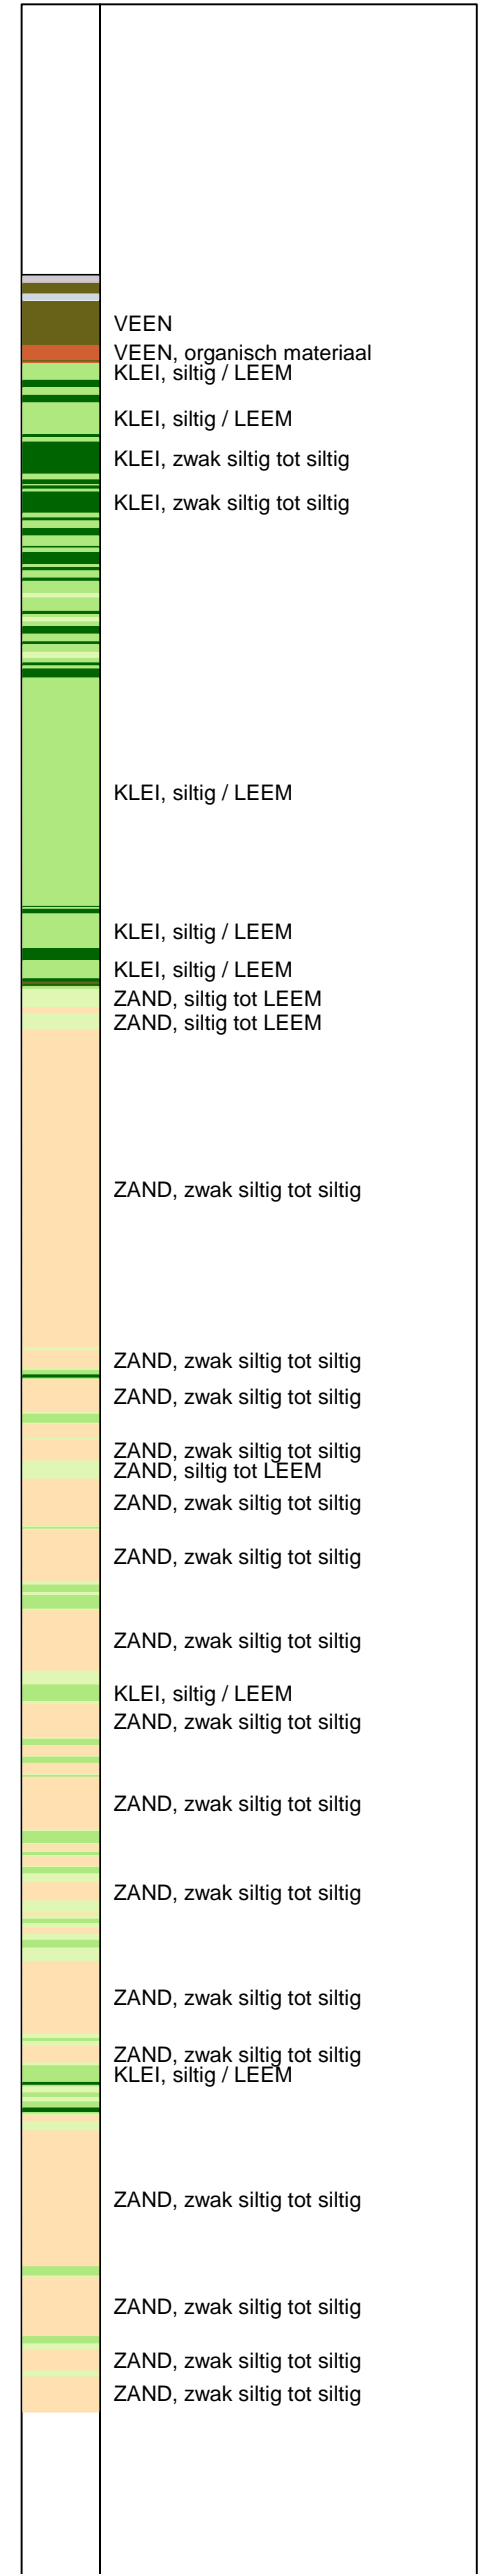 VEEN
VEEN, organisch materiaal
KLEI, siltig / LEEM
KLEI, siltig / LEEM
KLEI, zwak siltig tot siltig
KLEI, zwak siltig tot siltig
KLEI, siltig / LEEM
KLEI, siltig / LEEM
KLEI, siltig / LEEM
ZAND, siltig tot LEEM
ZAND, siltig tot LEEM
ZAND, zwak siltig tot siltig
ZAND, zwak siltig tot siltig
ZAND, zwak siltig tot siltig
ZAND, zwak siltig tot siltig
ZAND, siltig tot LEEM
ZAND, zwak siltig tot siltig
ZAND, zwak siltig tot siltig
ZAND, zwak siltig tot siltig
KLEI, siltig / LEEM
ZAND, zwak siltig tot siltig
ZAND, zwak siltig tot siltig
ZAND, zwak siltig tot siltig
ZAND, zwak siltig tot siltig
ZAND, zwak siltig tot siltig
KLEI, siltig / LEEM
ZAND, zwak siltig tot siltig
ZAND, zwak siltig tot siltig
ZAND, zwak siltig tot siltig
ZAND, zwak siltig tot siltig